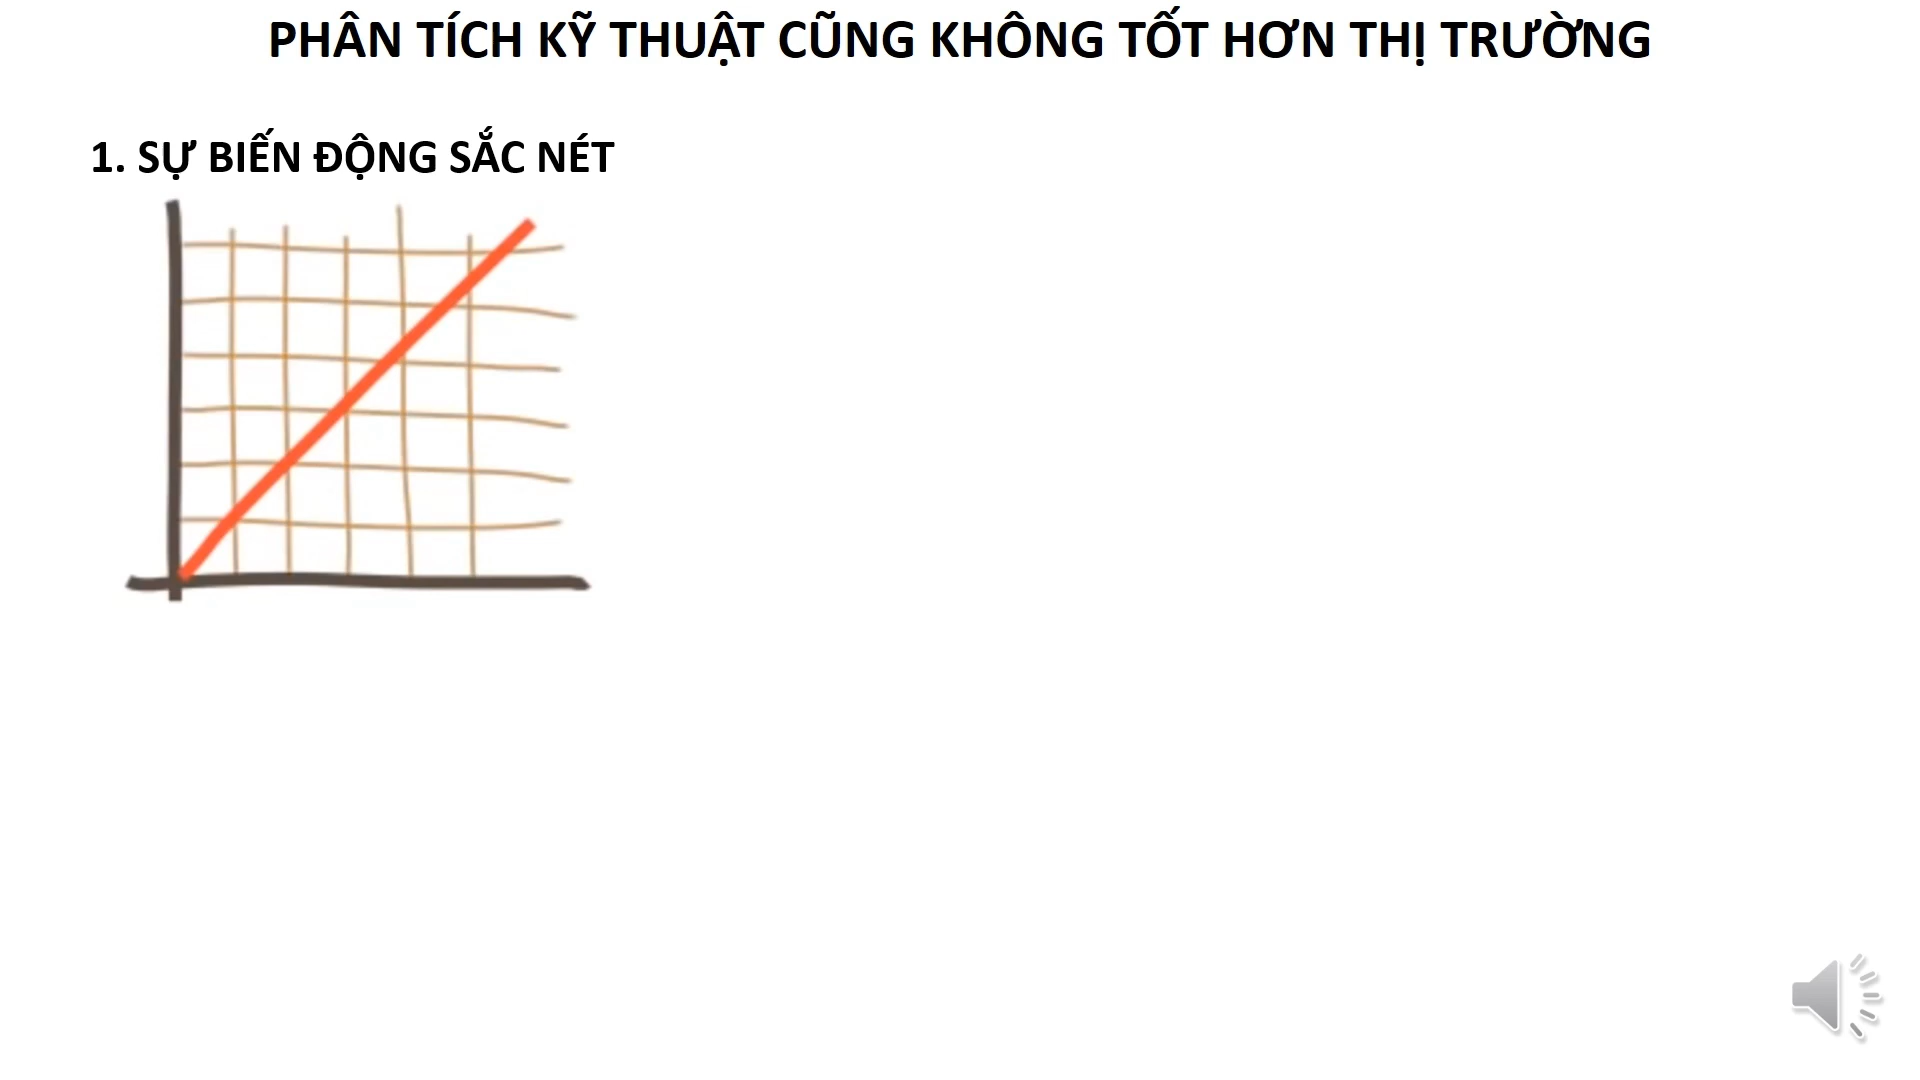 PHÂN TÍCH KỸ THUẬT CŨNG KHÔNG TỐT HƠN THỊ TRƯỜNG
1. SỰ BIẾN ĐỘNG SẮC NÉT